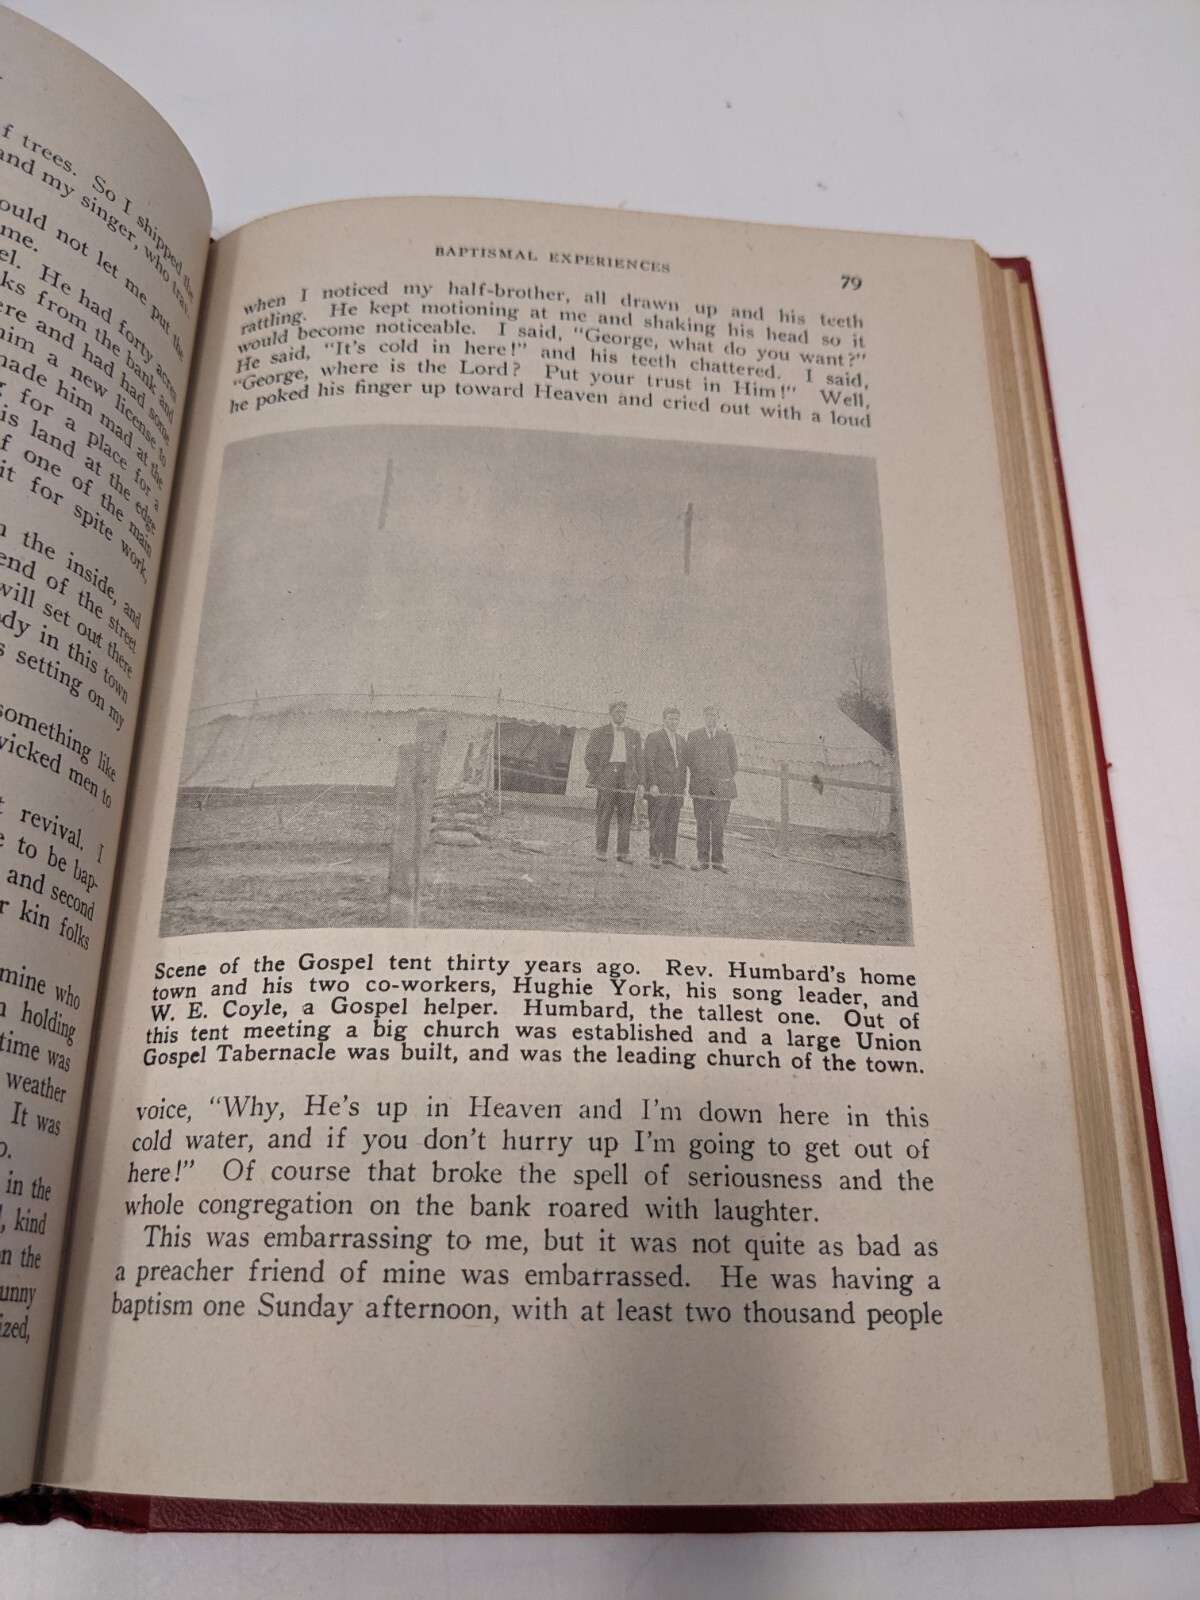 f trees. So I shipped the
and my singer, who trav-
ould not let me put the
me.
el. He had forty acres
ks from the bank and
ere and had had some
him a new license to
made him mad at the
g for a place for a
is land at the edge
f one of the main
it for spite work,
n the inside, and
end of the street
will set out there
ody in this town
s setting on my
something like
wicked men to
t revival. I
e to be bap-
and second
r kin folks
mine who
n holding
time was
weather
It was
o.
in the
l, kind
on the
unny
ized,
BAPTISMAL EXPERIENCES 79
when I noticed my half-brother, all drawn up and his teeth
rattling. He kept motioning at me and shaking his head so it
would become noticeable. I said, "George, what do you want?"
He said, "It's cold in here!" and his teeth chattered. I said,
"George, where is the Lord? Put your trust in Him!" Well,
he poked his finger up toward Heaven and cried out with a loud
Scene of the Gospel tent thirty years ago. Rev. Humbard's home
town and his two co-workers, Hughie York, his song leader, and
W. E. Coyle, a Gospel helper. Humbard, the tallest one. Out of
this tent meeting a big church was established and a large Union
Gospel Tabernacle was built, and was the leading church of the town.
voice, "Why, He's up in Heaven and I'm down here in this
cold water, and if you don't hurry up I'm going to get out of
here!" Of course that broke the spell of seriousness and the
whole congregation on the bank roared with laughter.
This was embarrassing to me, but it was not quite as bad as
a preacher friend of mine was embarrassed. He was having a
baptism one Sunday afternoon, with at least two thousand people